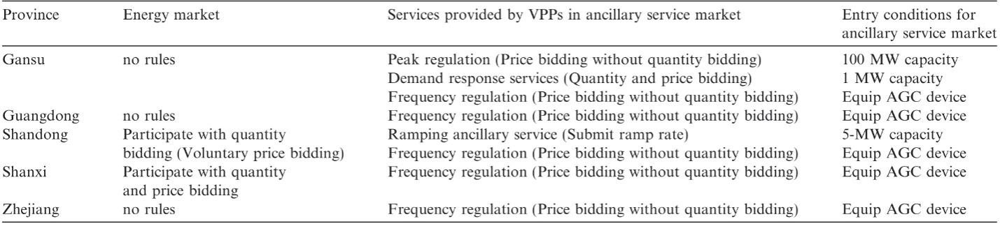 Province Energy market Services provided by VPPs in ancillary service market Entry conditions for
ancillary service market
Gansu no rules Peak regulation (Price bidding without quantity bidding) 100 MW capacity
Demand response services (Quantity and price bidding) 1 MW capacity
Frequency regulation (Price bidding without quantity bidding) Equip AGC device
Guangdong no rules Frequency regulation (Price bidding without quantity bidding) Equip AGC device
Shandong Participate with quantity Ramping ancillary service (Submit ramp rate) 5-MW capacity
bidding (Voluntary price bidding) Frequency regulation (Price bidding without quantity bidding) Equip AGC device
Shanxi Participate with quantity Frequency regulation (Price bidding without quantity bidding) Equip AGC device
and price bidding
Zhejiang no rules Frequency regulation (Price bidding without quantity bidding) Equip AGC device